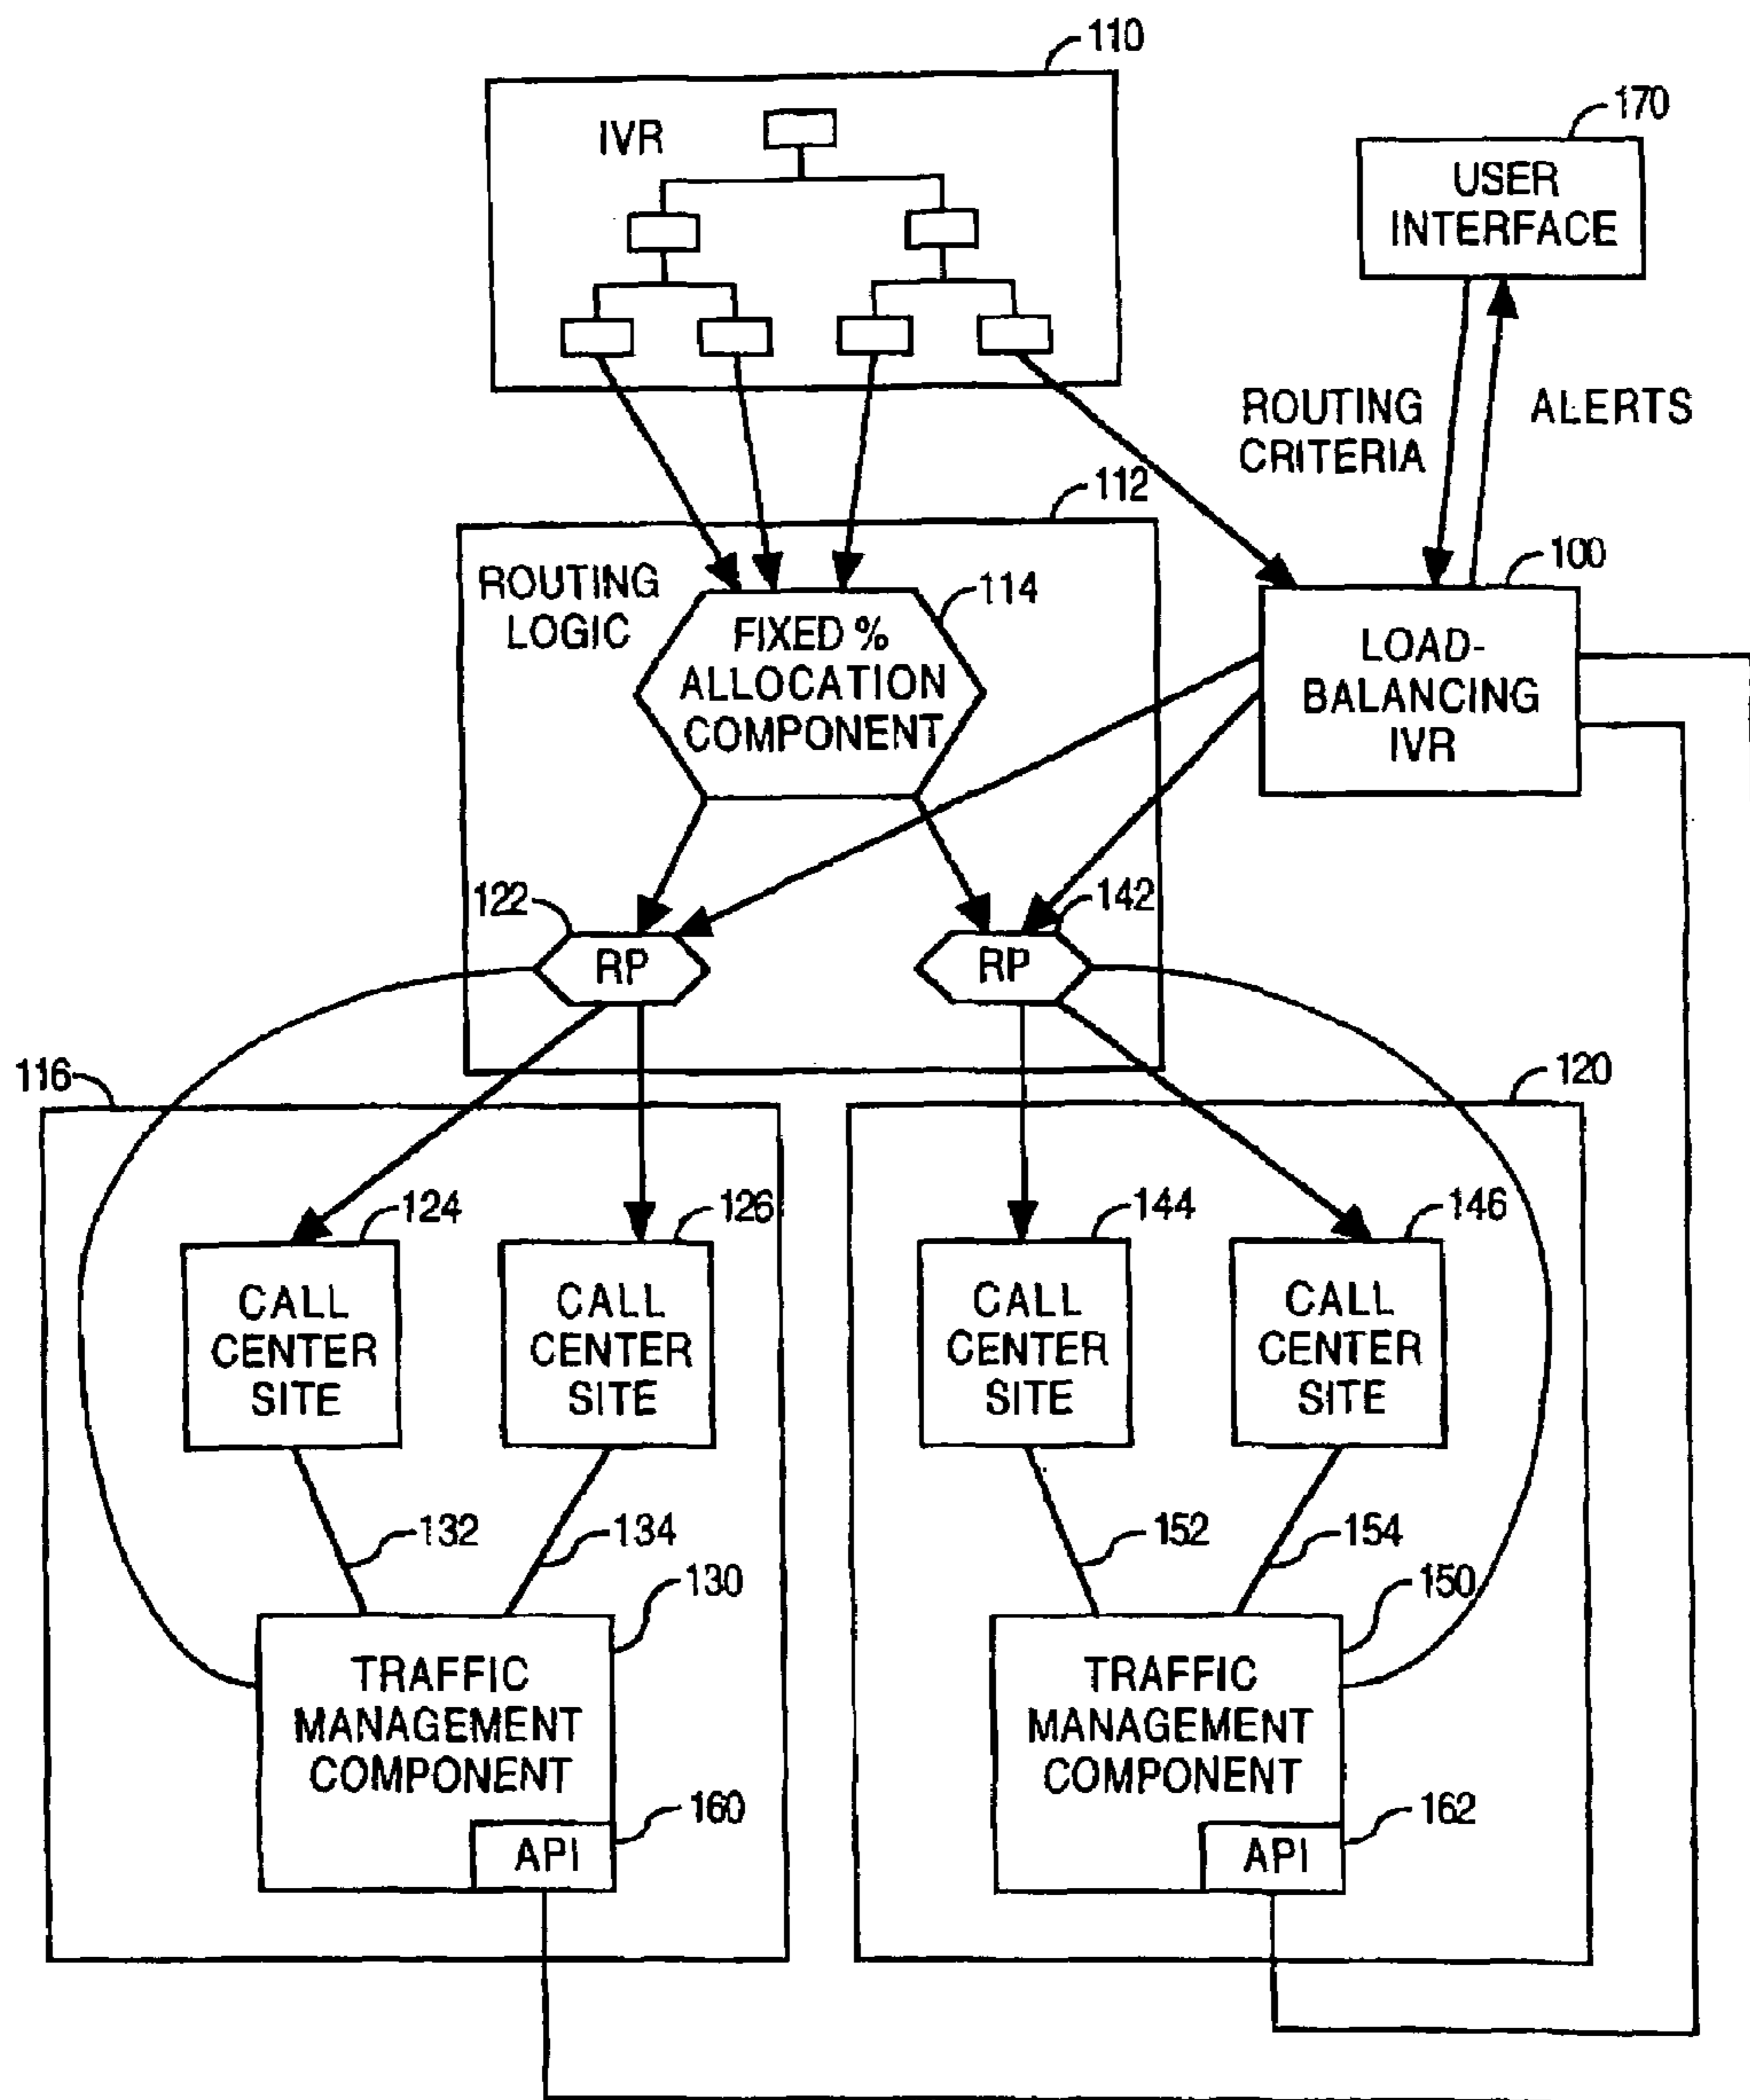 110
IVR
170
USER
INTERFACE
ROUTING
CRITERIA
ALERTS
112
ROUTING
LOGIC
114
FIXED %
ALLOCATION
COMPONENT
100
LOAD-
BALANCING
IVR
122
RP
142
RP
116
120
124
CALL
CENTER
SITE
126
CALL
CENTER
SITE
144
CALL
CENTER
SITE
146
CALL
CENTER
SITE
132
134
152
154
130
TRAFFIC
MANAGEMENT
COMPONENT
160
API
150
TRAFFIC
MANAGEMENT
COMPONENT
162
API